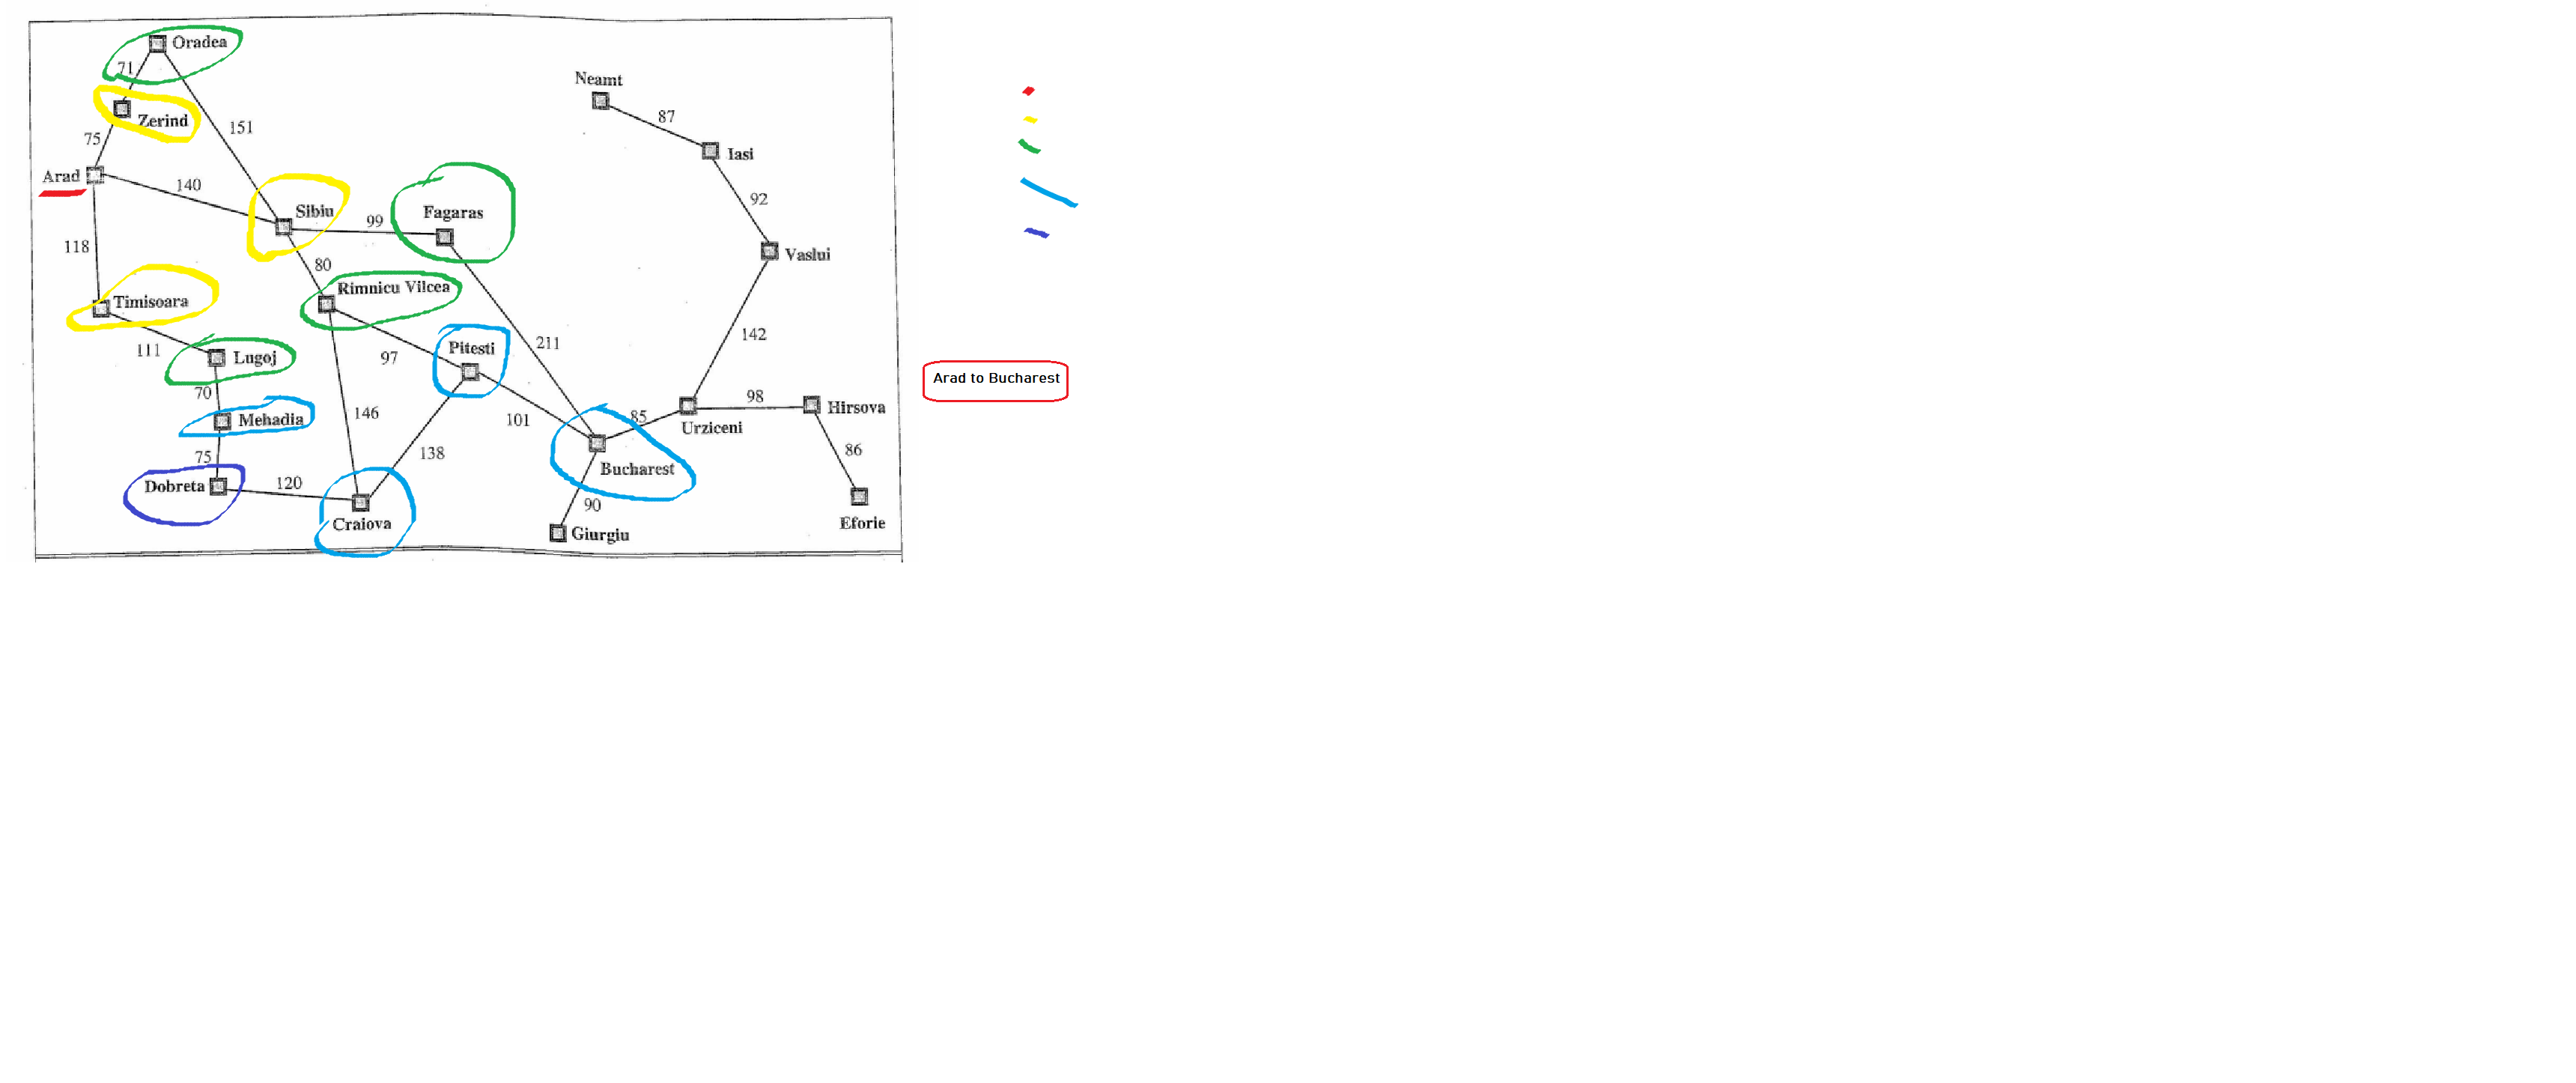 Oradea
71
Neamt
Zerind
87
151
75
Iasi
Arad
140
92
Sibiu
Fagaras
99
118
Vaslui
80
Rimnicu Vilcea
Timisoara
142
211
111
97
Pitesti
Lugoj
Arad to Bucharest
70
98
146
101
85
Hirsova
Mehadia
Urziceni
86
75
138
Bucharest
Dobreta
120
90
Craiova
Eforie
Giurgiu